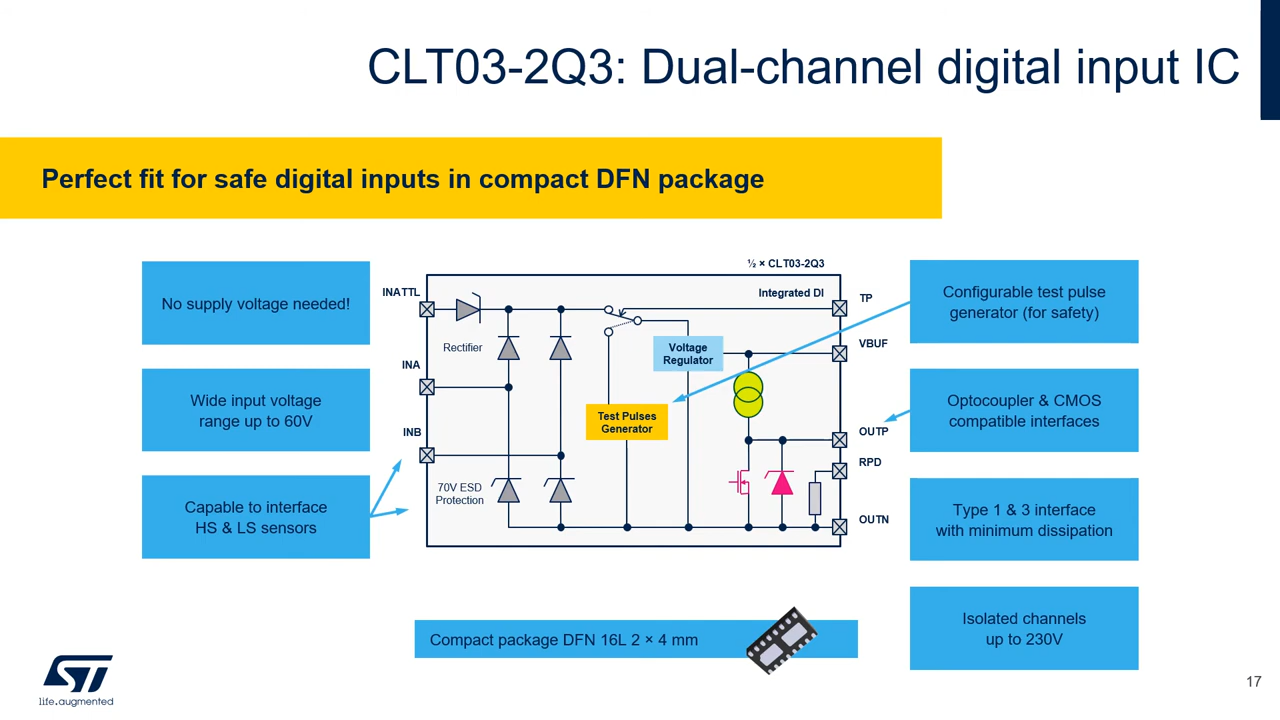 CLT03-2Q3: Dual-channel digital input IC
Perfect fit for safe digital inputs in compact DFN package
No supply voltage needed!
Wide input voltage
range up to 60V
Capable to interface
HS & LS sensors
½ × CLT03-2Q3
Integrated DI
INATTL
INA
INB
Rectifier
70V ESD
Protection
Voltage
Regulator
Test Pulses
Generator
TP
VBUF
OUTP
RPD
OUTN
Configurable test pulse
generator (for safety)
Optocoupler & CMOS
compatible interfaces
Type 1 & 3 interface
with minimum dissipation
Isolated channels
up to 230V
Compact package DFN 16L 2 × 4 mm
ST
life.augmented
17